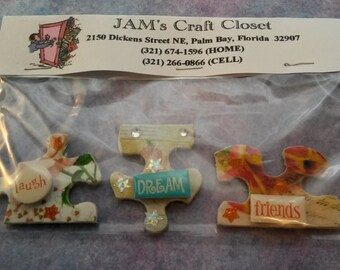 JAM's Craft Closet
2150 Dickens Street NE, Palm Bay, Florida 32907
(321) 674-1596 (HOME)
(321) 266-0866 (CELL)
laugh
DREAM
friends